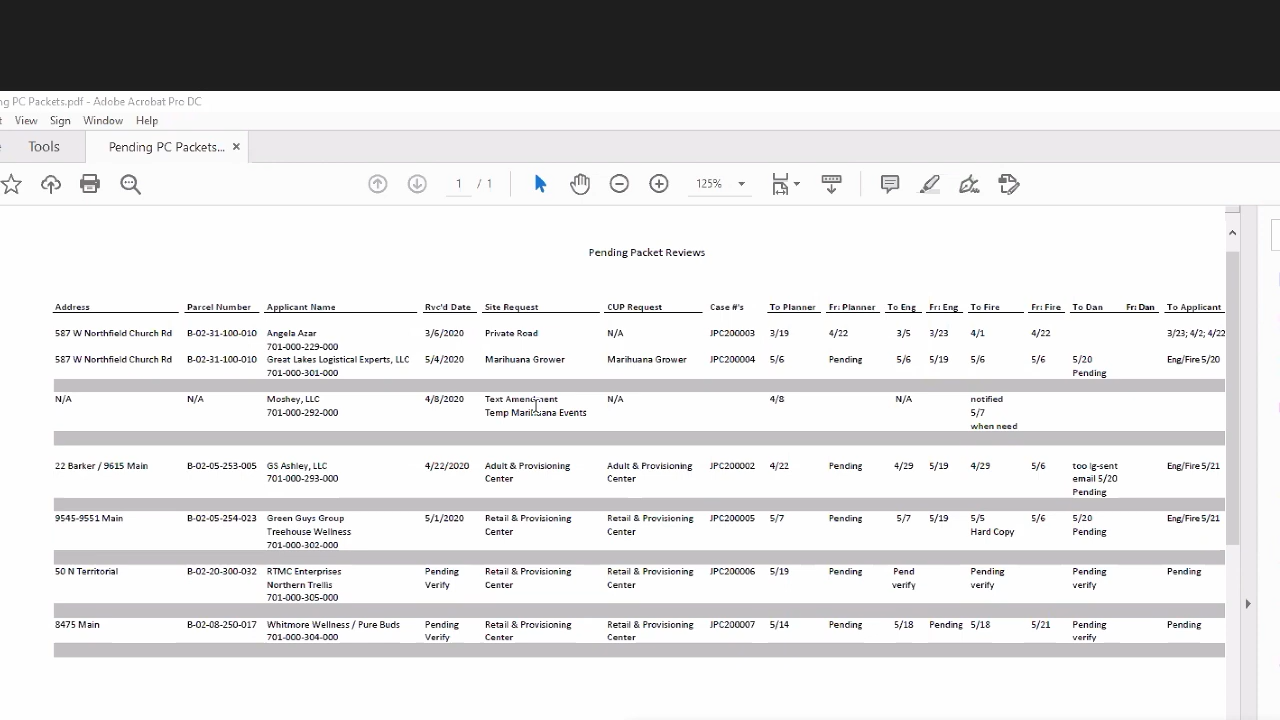 ng PC Packets.pdf - Adobe Acrobat Pro DC
t View Sign Window Help
Tools Pending PC Packets... ×
1 / 1 125%
Pending Packet Reviews
Address Parcel Number Applicant Name Rvc'd Date Site Request CUP Request Case #'s To Planner Fr: Planner To Eng Fr: Eng To Fire Fr: Fire To Dan Fr: Dan To Applicant
587 W Northfield Church Rd B-02-31-100-010 Angela Azar 3/6/2020 Private Road N/A JPC200003 3/19 4/22 3/5 3/23 4/1 4/22 3/23; 4/2; 4/22
701-000-229-000
587 W Northfield Church Rd B-02-31-100-010 Great Lakes Logistical Experts, LLC 5/4/2020 Marihuana Grower Marihuana Grower JPC200004 5/6 Pending 5/6 5/19 5/6 5/6 5/20 Eng/Fire 5/20
701-000-301-000 Pending
N/A N/A Moshey, LLC 4/8/2020 Text Amendment N/A 4/8 N/A notified
701-000-292-000 Temp Marihuana Events 5/7
when need
22 Barker / 9615 Main B-02-05-253-005 GS Ashley, LLC 4/22/2020 Adult & Provisioning Adult & Provisioning JPC200002 4/22 Pending 4/29 5/19 4/29 5/6 too lg-sent Eng/Fire 5/21
701-000-293-000 Center Center email 5/20
Pending
9545-9551 Main B-02-05-254-023 Green Guys Group 5/1/2020 Retail & Provisioning Retail & Provisioning JPC200005 5/7 Pending 5/7 5/19 5/5 5/6 5/20 Eng/Fire 5/21
Treehouse Wellness Center Center Hard Copy Pending
701-000-302-000
50 N Territorial B-02-20-300-032 RTMC Enterprises Pending Retail & Provisioning Retail & Provisioning JPC200006 5/19 Pending Pend Pending Pending Pending
Northern Trellis Verify Center Center verify verify verify
701-000-305-000
8475 Main B-02-08-250-017 Whitmore Wellness / Pure Buds Pending Retail & Provisioning Retail & Provisioning JPC200007 5/14 Pending 5/18 Pending 5/18 5/21 Pending Pending
701-000-304-000 Verify Center Center verify